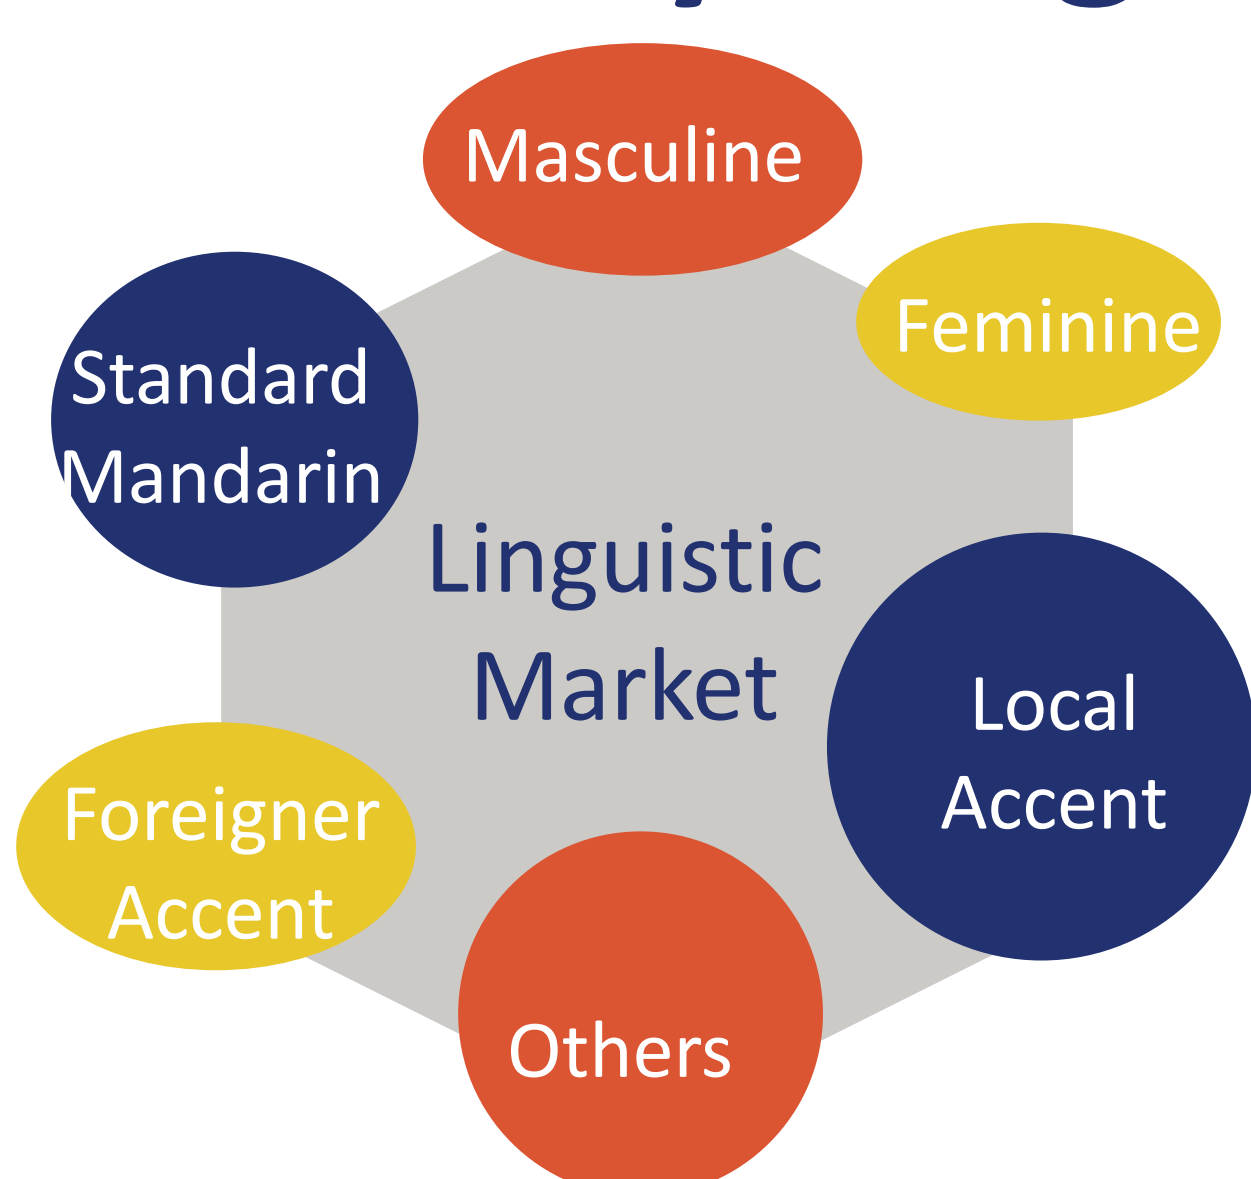 Masculine
Feminine
Standard
Mandarin
Linguistic
Market
Local
Accent
Foreigner
Accent
Others